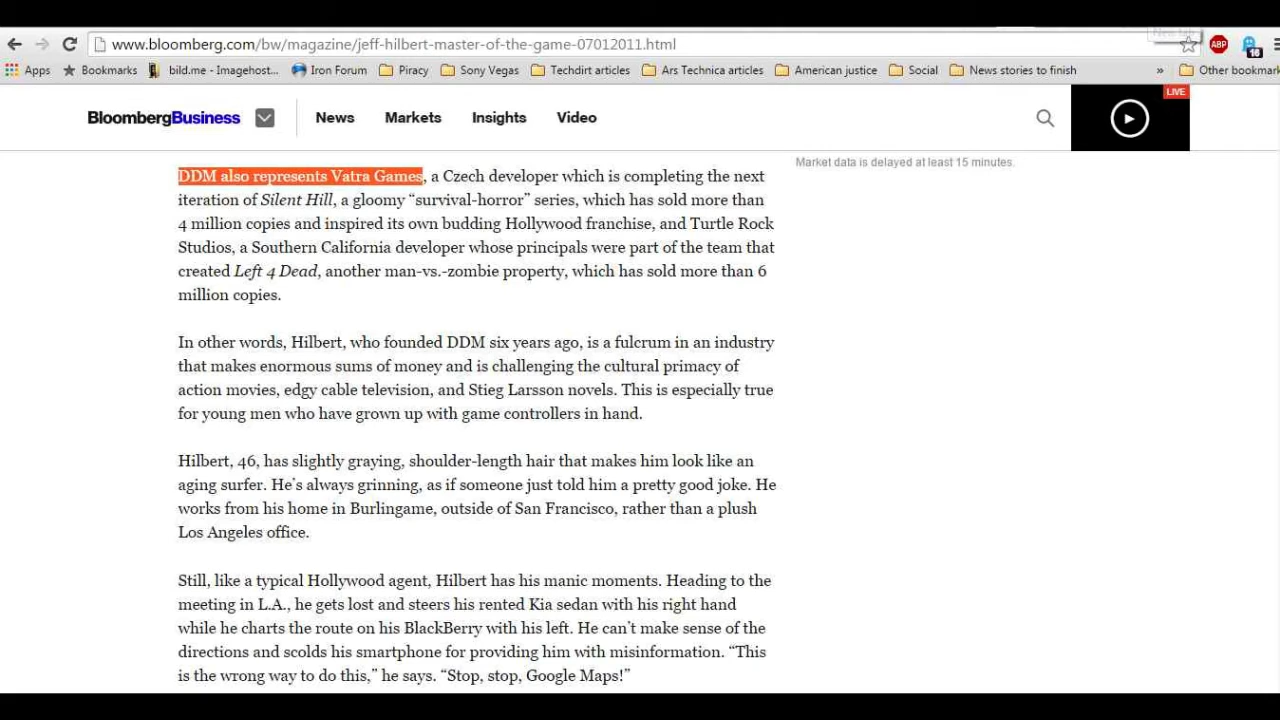 New tab
www.bloomberg.com/bw/magazine/jeff-hilbert-master-of-the-game-07012011.html
ABP
16
Apps Bookmarks bild.me - Imagehost... Iron Forum Piracy Sony Vegas Techdirt articles Ars Technica articles American justice Social News stories to finish » Other bookmark
BloombergBusiness News Markets Insights Video
LIVE
Market data is delayed at least 15 minutes.
DDM also represents Vatra Games, a Czech developer which is completing the next
iteration of Silent Hill, a gloomy “survival-horror” series, which has sold more than
4 million copies and inspired its own budding Hollywood franchise, and Turtle Rock
Studios, a Southern California developer whose principals were part of the team that
created Left 4 Dead, another man-vs.-zombie property, which has sold more than 6
million copies.
In other words, Hilbert, who founded DDM six years ago, is a fulcrum in an industry
that makes enormous sums of money and is challenging the cultural primacy of
action movies, edgy cable television, and Stieg Larsson novels. This is especially true
for young men who have grown up with game controllers in hand.
Hilbert, 46, has slightly graying, shoulder-length hair that makes him look like an
aging surfer. He’s always grinning, as if someone just told him a pretty good joke. He
works from his home in Burlingame, outside of San Francisco, rather than a plush
Los Angeles office.
Still, like a typical Hollywood agent, Hilbert has his manic moments. Heading to the
meeting in L.A., he gets lost and steers his rented Kia sedan with his right hand
while he charts the route on his BlackBerry with his left. He can’t make sense of the
directions and scolds his smartphone for providing him with misinformation. “This
is the wrong way to do this,” he says. “Stop, stop, Google Maps!”